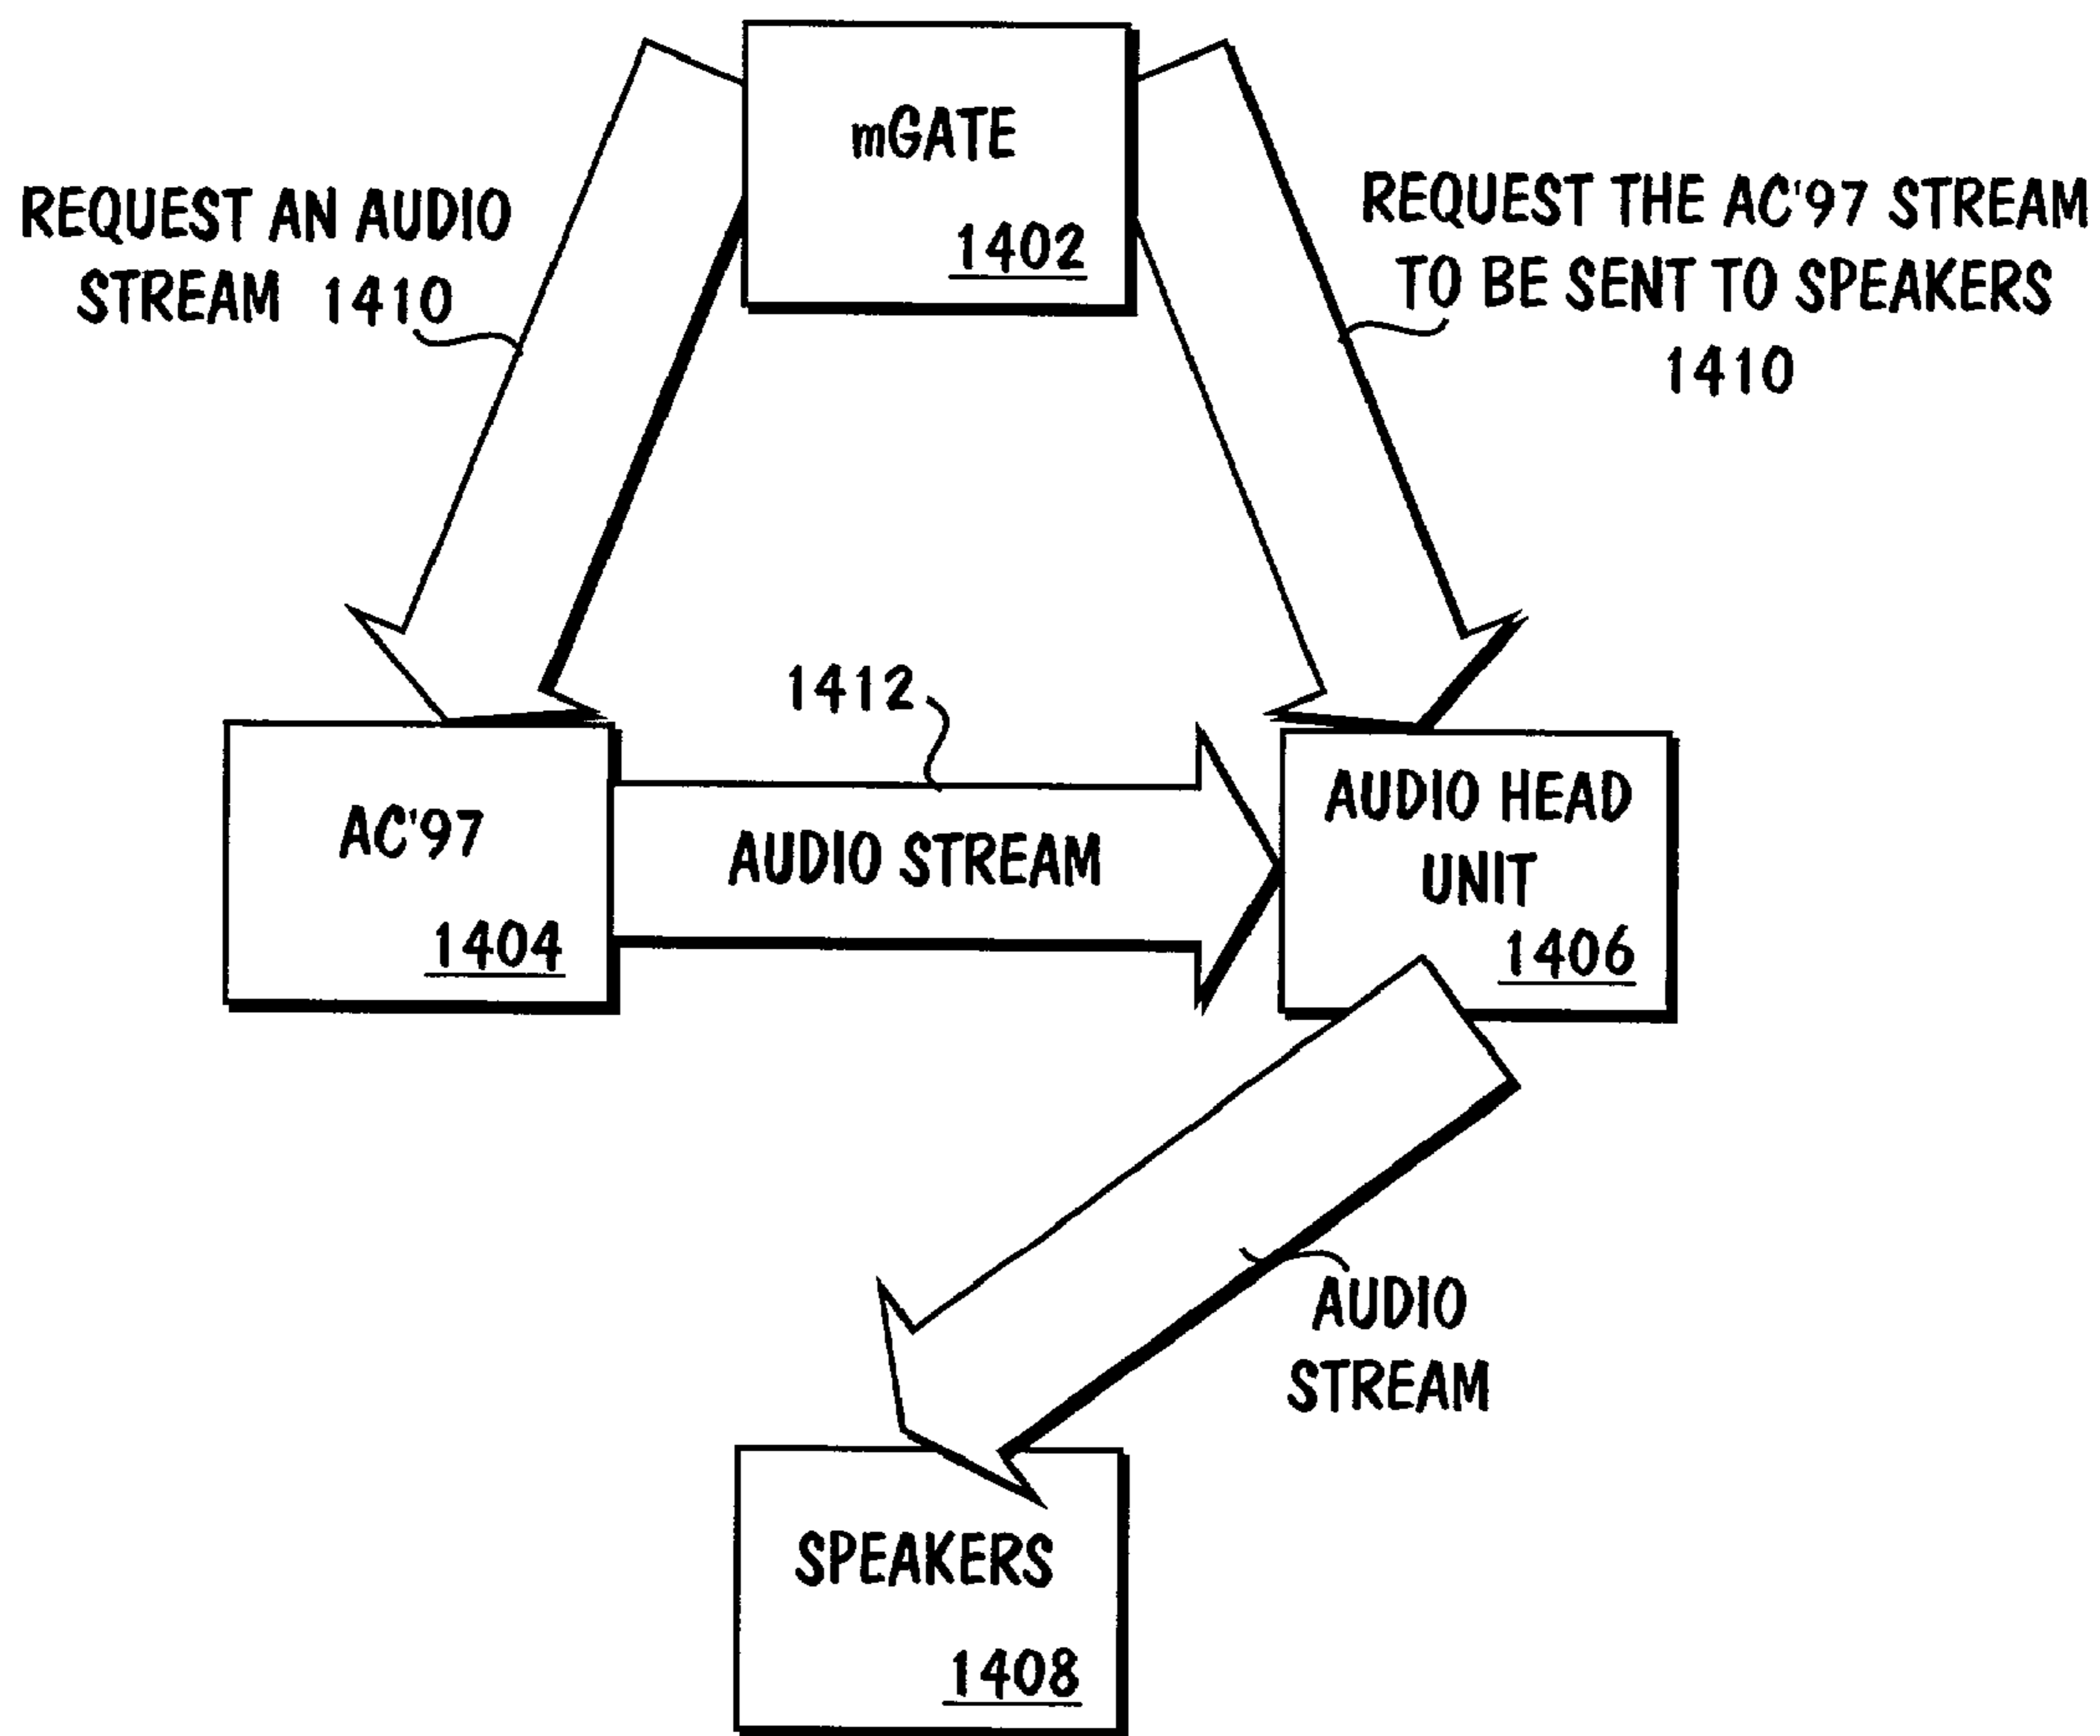 mGATE
1402
REQUEST AN AUDIO
STREAM 1410
REQUEST THE AC'97 STREAM
TO BE SENT TO SPEAKERS
1410
1412
AC'97
1404
AUDIO STREAM
AUDIO HEAD
UNIT
1406
AUDIO
STREAM
SPEAKERS
1408